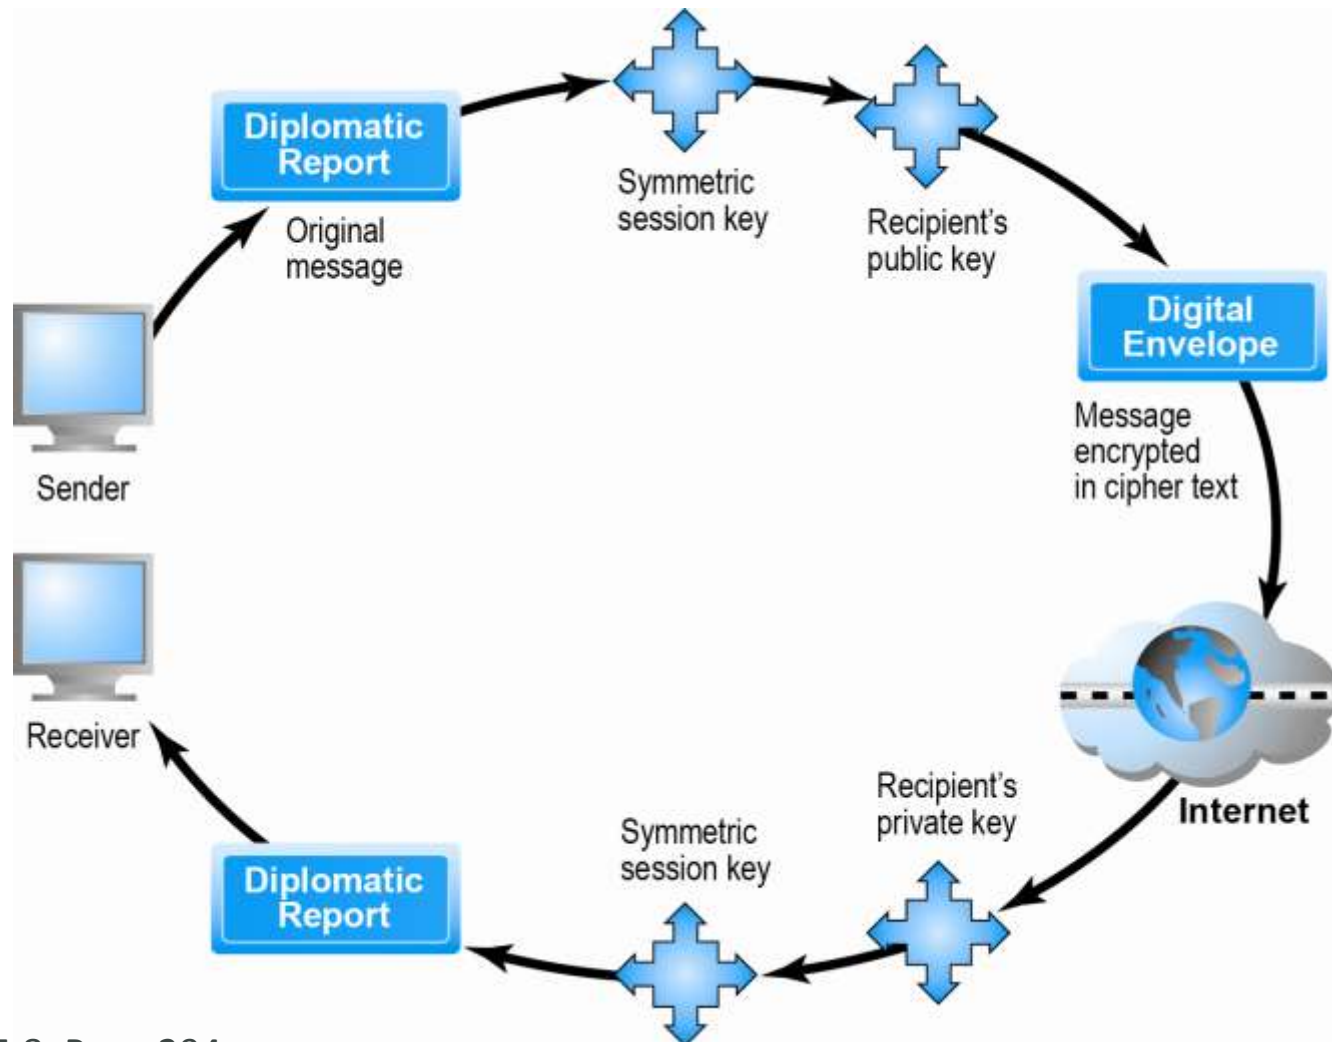 Diplomatic
Report
Original
message
Symmetric
session key
Recipient's
public key
Digital
Envelope
Message
encrypted
in cipher text
Sender
Receiver
Internet
Recipient's
private key
Symmetric
session key
Diplomatic
Report